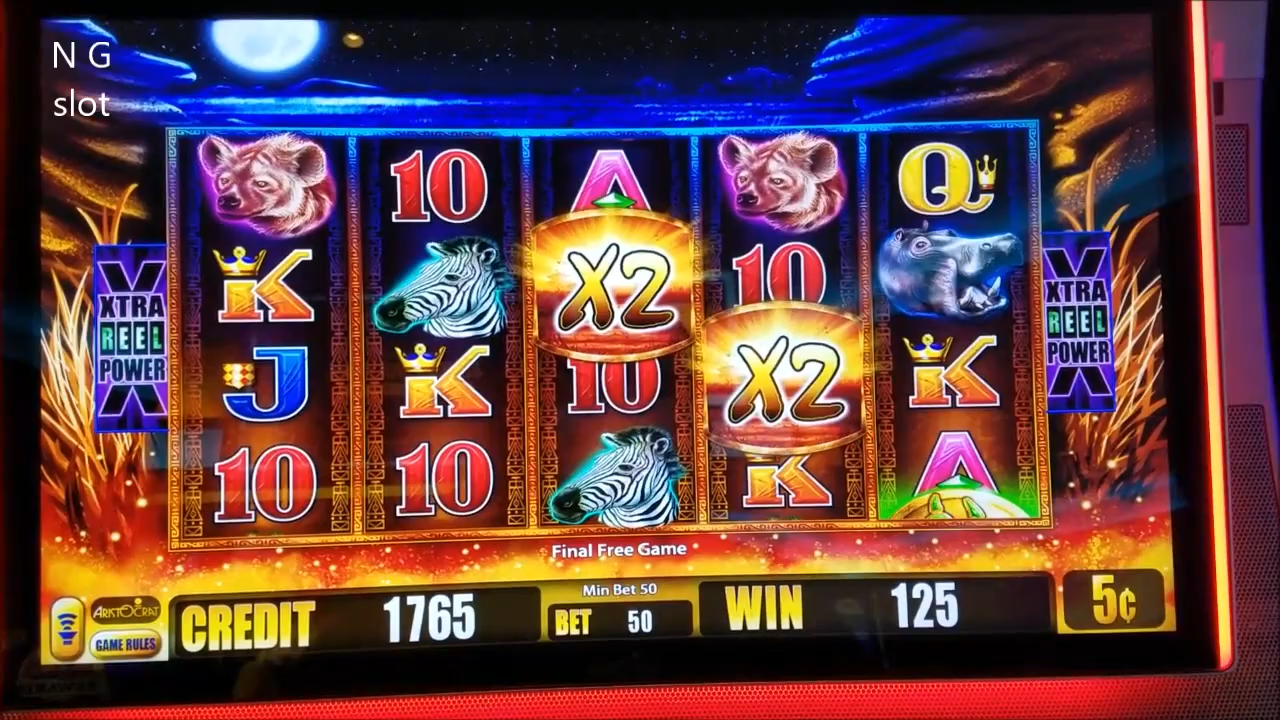 N G
slot
10
A
Q
K
X2
10
XTRA
REEL
POWER
X
XTRA
REEL
POWER
X
J
K
10
X2
K
10
10
K
A
Final Free Game
Min Bet 50
ARISTOCRAT
GAME RULES
CREDIT 1765
BET 50
WIN 125
5¢